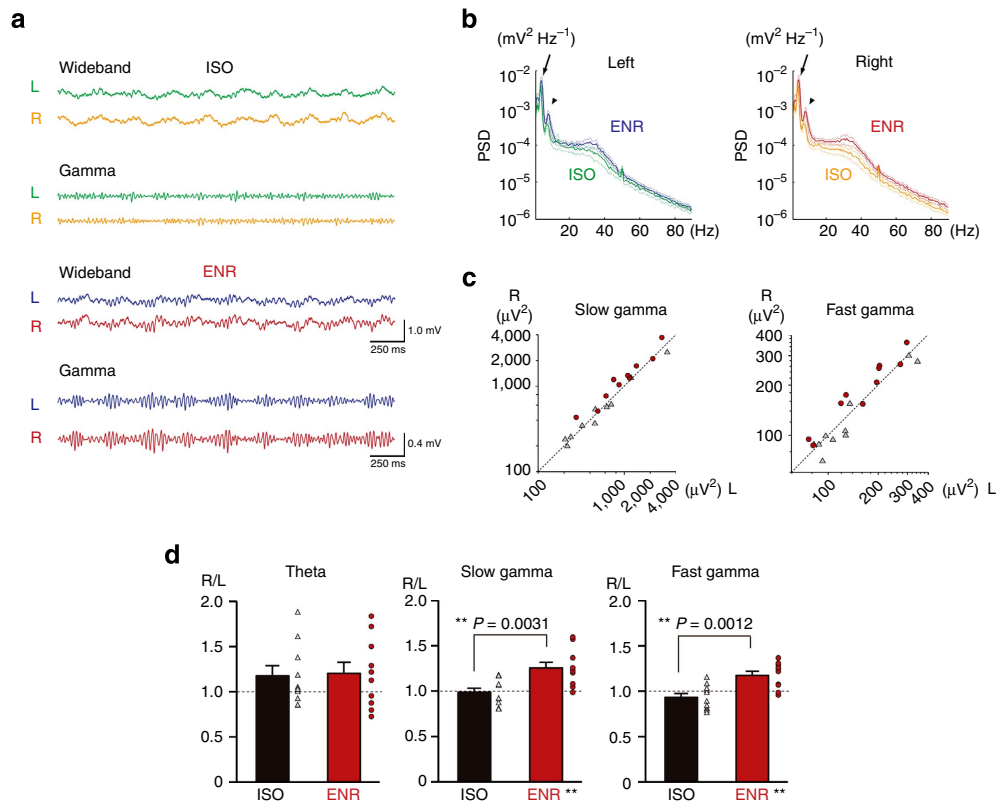 a
Wideband ISO
L
R
Gamma
L
R
Wideband ENR
L
R
1.0 mV
250 ms
Gamma
L
R
0.4 mV
250 ms
b
(mV² Hz⁻¹)
Left
PSD
10⁻²
10⁻³
10⁻⁴
10⁻⁵
10⁻⁶
ENR
ISO
20 40 60 80 (Hz)
(mV² Hz⁻¹)
Right
PSD
10⁻²
10⁻³
10⁻⁴
10⁻⁵
10⁻⁶
ENR
ISO
20 40 60 80 (Hz)
c
R
(μV²)
Slow gamma
4,000
2,000
1,000
100
100 1,000 2,000 4,000 (μV²) L
R
(μV²)
Fast gamma
400
300
200
100
100 200 300 400 (μV²) L
d
R/L
Theta
2.0
1.5
1.0
0.5
0
ISO ENR
R/L
Slow gamma
2.0
1.5
1.0
0.5
0
** P = 0.0031
ISO ENR **
R/L
Fast gamma
2.0
1.5
1.0
0.5
0
** P = 0.0012
ISO ENR **